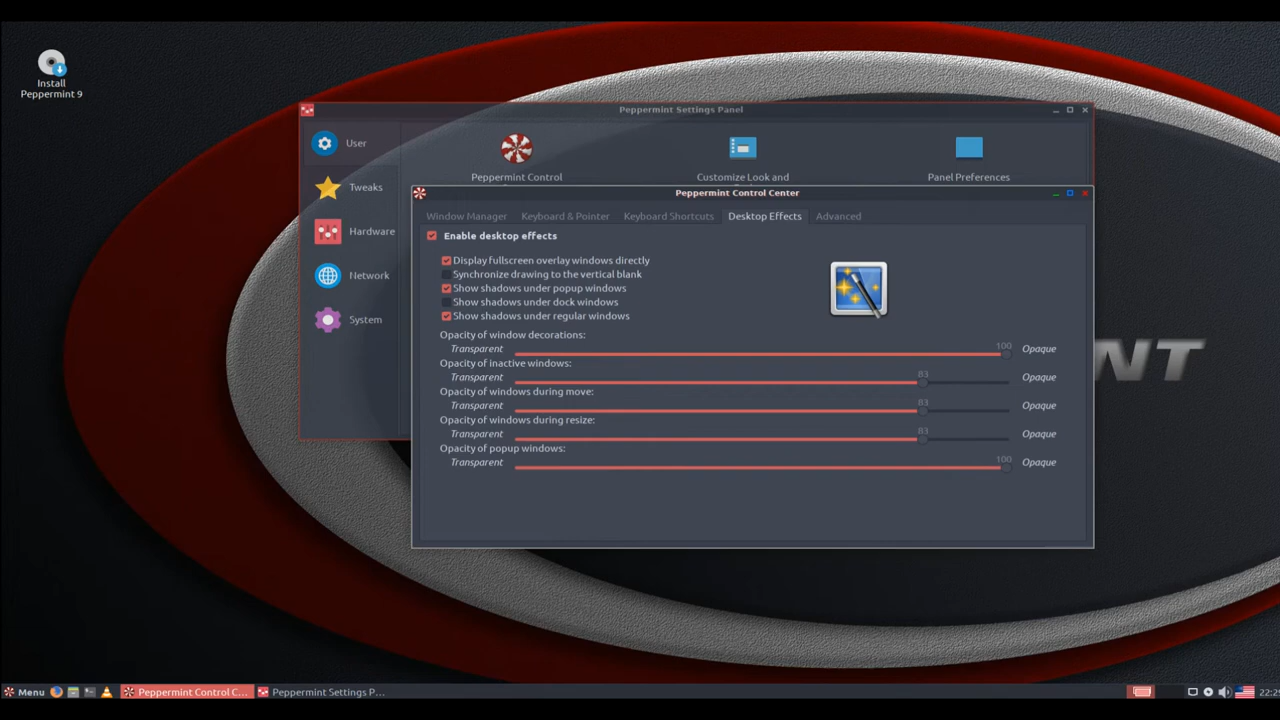 Install
Peppermint 9
Peppermint Settings Panel
User
Tweaks
Hardware
Network
System
Peppermint Control
Customize Look and
Panel Preferences
Peppermint Control Center
Window Manager Keyboard & Pointer Keyboard Shortcuts Desktop Effects Advanced
Enable desktop effects
Display fullscreen overlay windows directly
Synchronize drawing to the vertical blank
Show shadows under popup windows
Show shadows under dock windows
Show shadows under regular windows
Opacity of window decorations:
Transparent 100 Opaque
Opacity of inactive windows:
Transparent 83 Opaque
Opacity of windows during move:
Transparent 83 Opaque
Opacity of windows during resize:
Transparent 83 Opaque
Opacity of popup windows:
Transparent 100 Opaque
NT
Menu Peppermint Control C... Peppermint Settings P...